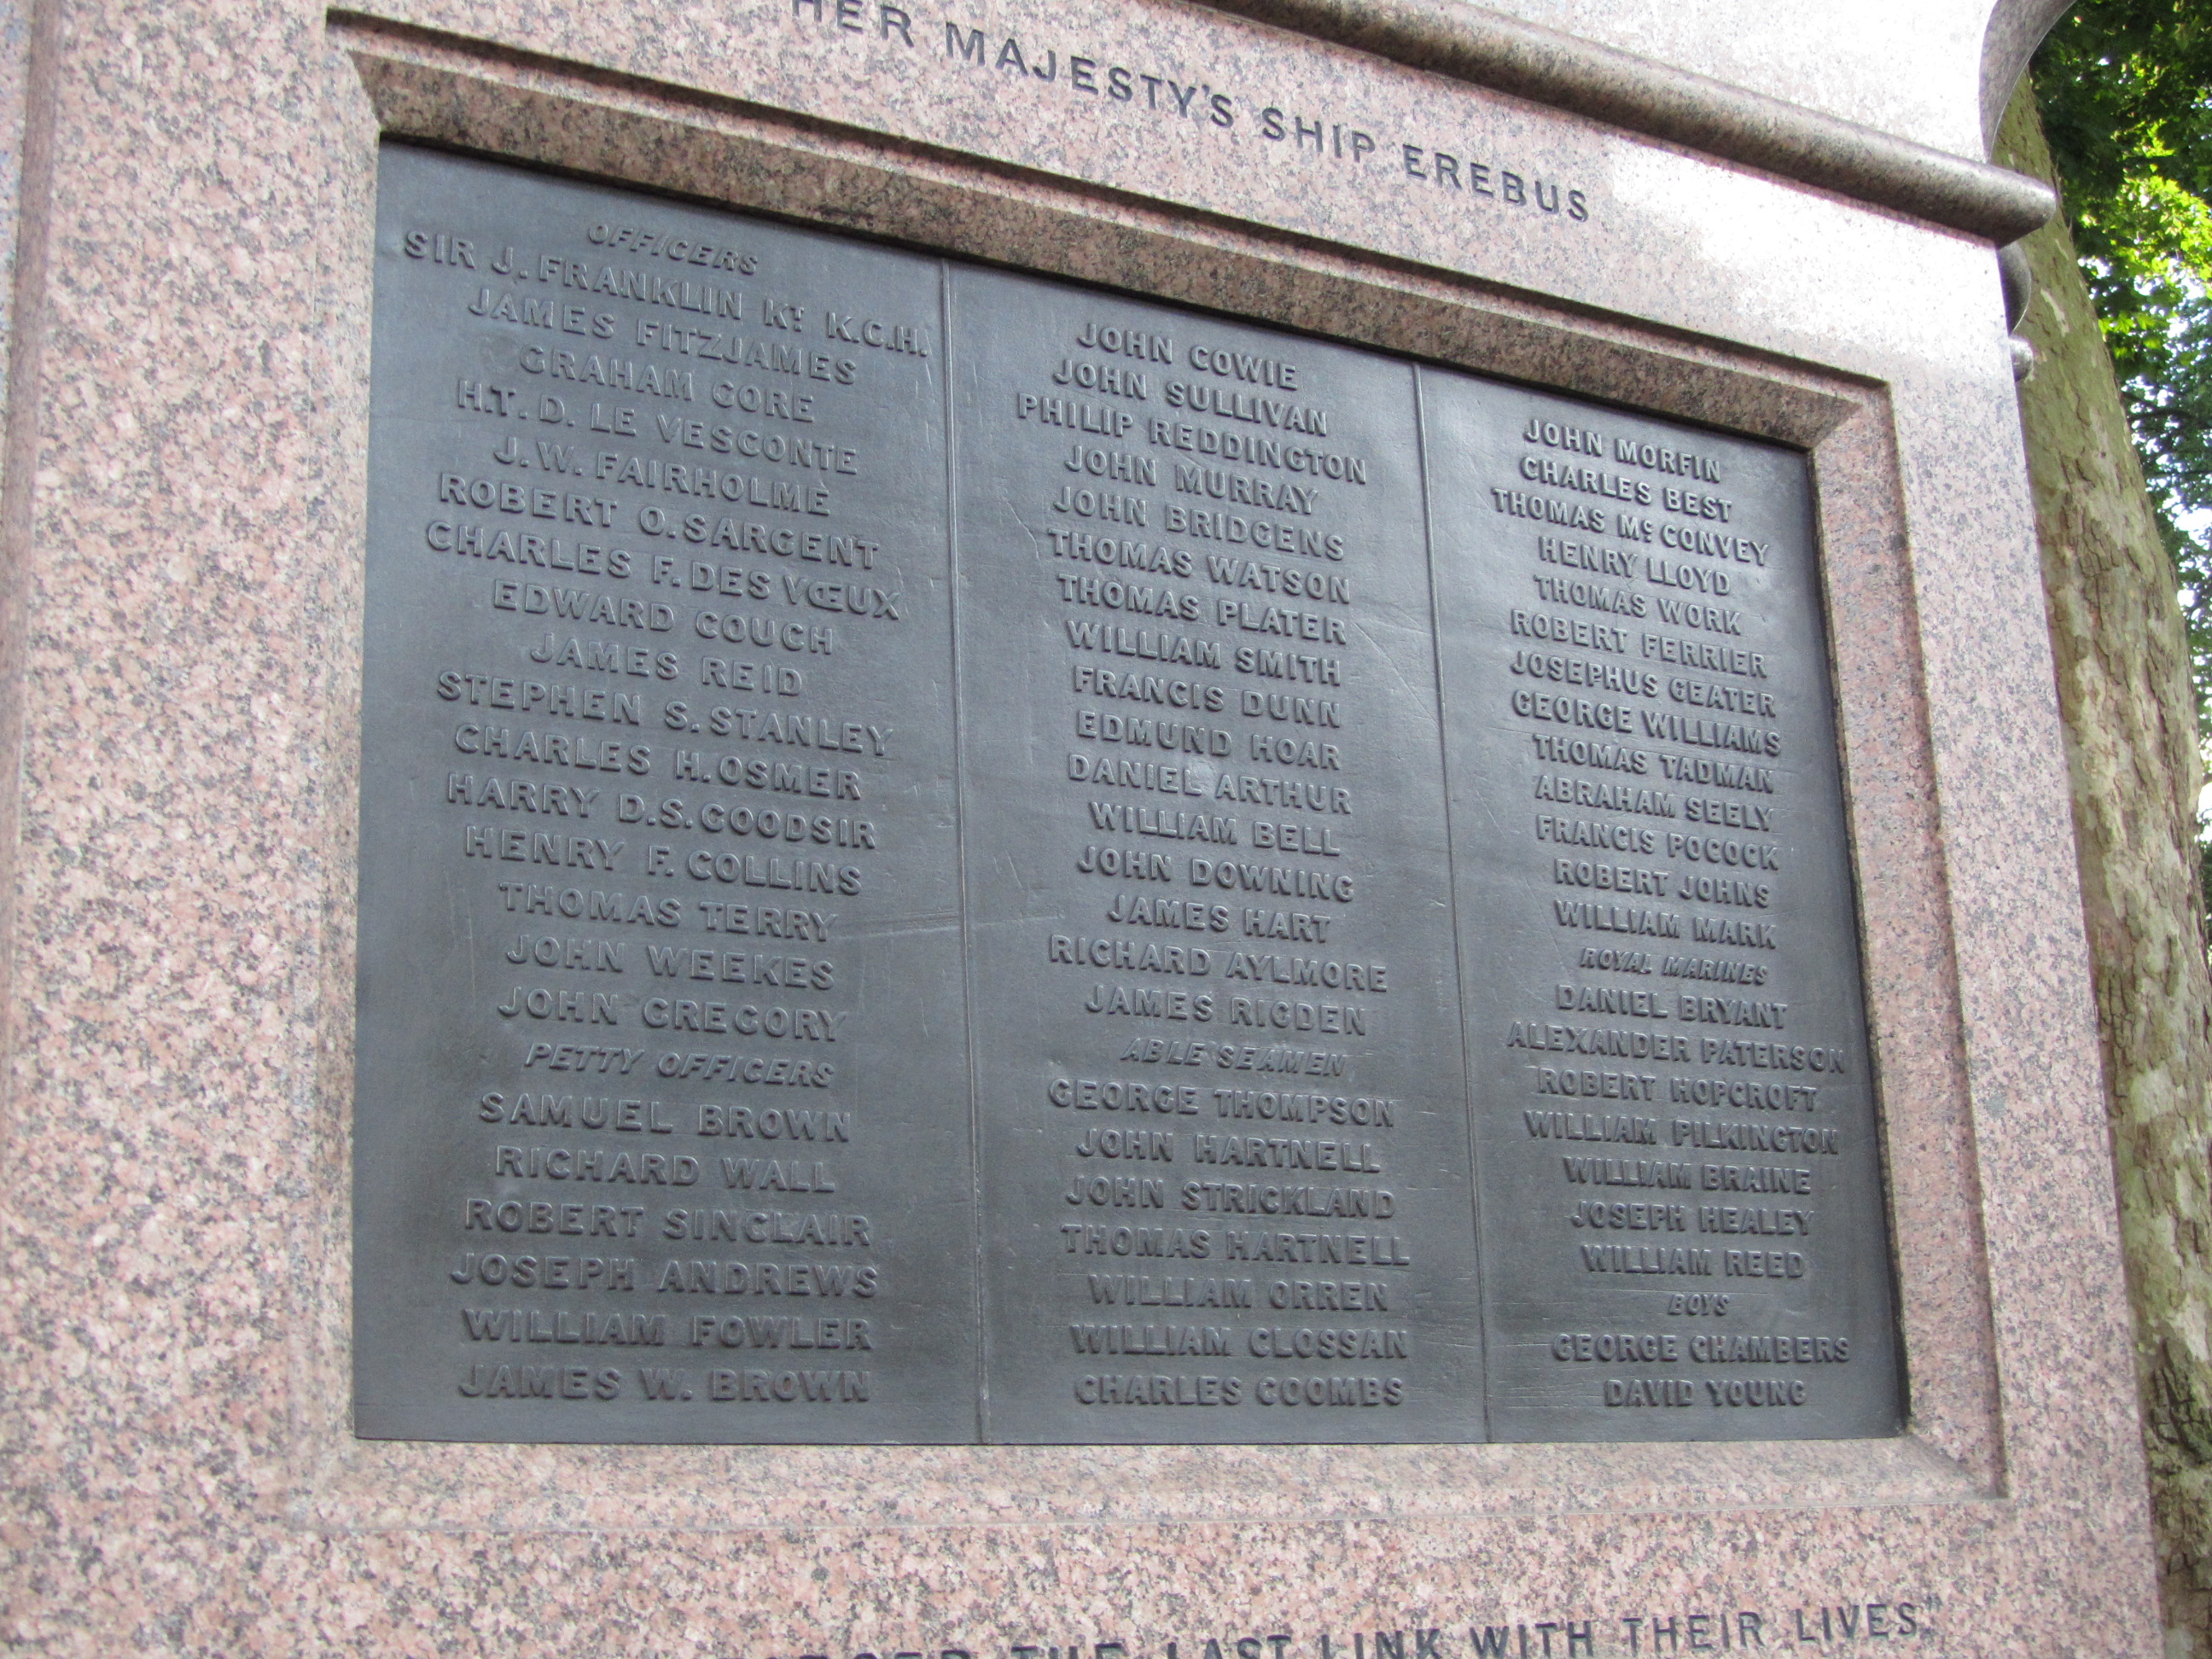 HER MAJESTY'S SHIP EREBUS
OFFICERS
SIR J. FRANKLIN KT. K.C.H.
JAMES FITZJAMES
GRAHAM GORE
H.T. D. LE VESCONTE
J. W. FAIRHOLME
ROBERT O. SARGENT
CHARLES F. DES VŒUX
EDWARD COUCH
JAMES REID
STEPHEN S. STANLEY
CHARLES H. OSMER
HARRY D.S. GOODSIR
HENRY F. COLLINS
THOMAS TERRY
JOHN WEEKES
JOHN GREGORY
PETTY OFFICERS
SAMUEL BROWN
RICHARD WALL
ROBERT SINCLAIR
JOSEPH ANDREWS
WILLIAM FOWLER
JAMES W. BROWN
JOHN COWIE
JOHN SULLIVAN
PHILIP REDDINGTON
JOHN MURRAY
JOHN BRIDGENS
THOMAS WATSON
THOMAS PLATER
WILLIAM SMITH
FRANCIS DUNN
EDMUND HOAR
DANIEL ARTHUR
WILLIAM BELL
JOHN DOWNING
JAMES HART
RICHARD AYLMORE
JAMES RIGDEN
ABLE SEAMEN
GEORGE THOMPSON
JOHN HARTNELL
JOHN STRICKLAND
THOMAS HARTNELL
WILLIAM ORREN
WILLIAM CLOSSAN
CHARLES COOMBS
JOHN MORFIN
CHARLES BEST
THOMAS Mc CONVEY
HENRY LLOYD
THOMAS WORK
ROBERT FERRIER
JOSEPHUS GEATER
GEORGE WILLIAMS
THOMAS TADMAN
ABRAHAM SEELY
FRANCIS POCOCK
ROBERT JOHNS
WILLIAM MARK
ROYAL MARINES
DANIEL BRYANT
ALEXANDER PATERSON
ROBERT HOPCROFT
WILLIAM PILKINGTON
WILLIAM BRAINE
JOSEPH HEALEY
WILLIAM REED
BOYS
GEORGE CHAMBERS
DAVID YOUNG
THE LAST LINK WITH THEIR LIVES."